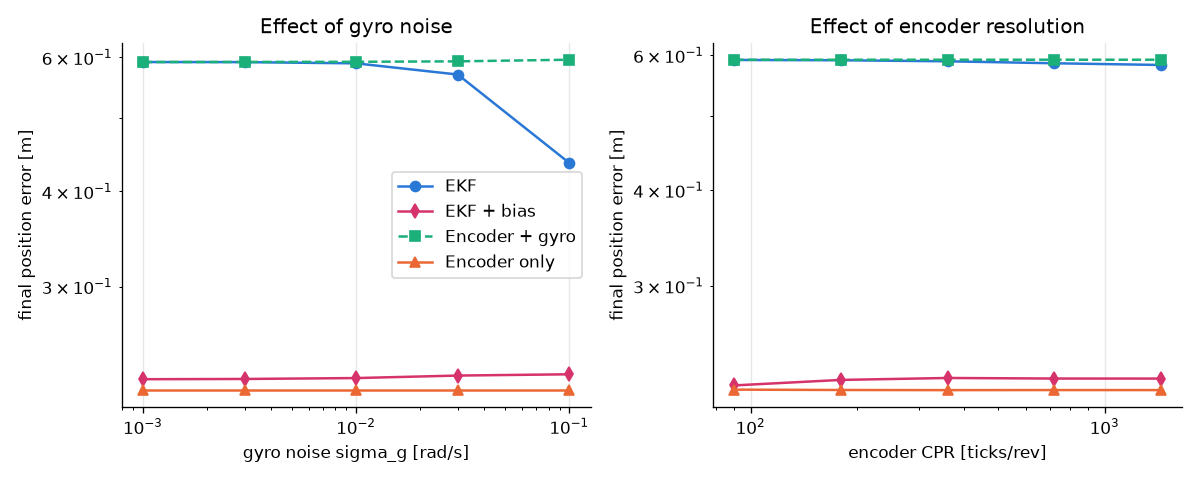 Effect of gyro noise
final position error [m]
6 × 10⁻¹
4 × 10⁻¹
3 × 10⁻¹
10⁻³
10⁻²
10⁻¹
gyro noise sigma_g [rad/s]
EKF
EKF + bias
Encoder + gyro
Encoder only
Effect of encoder resolution
final position error [m]
6 × 10⁻¹
4 × 10⁻¹
3 × 10⁻¹
10²
10³
encoder CPR [ticks/rev]